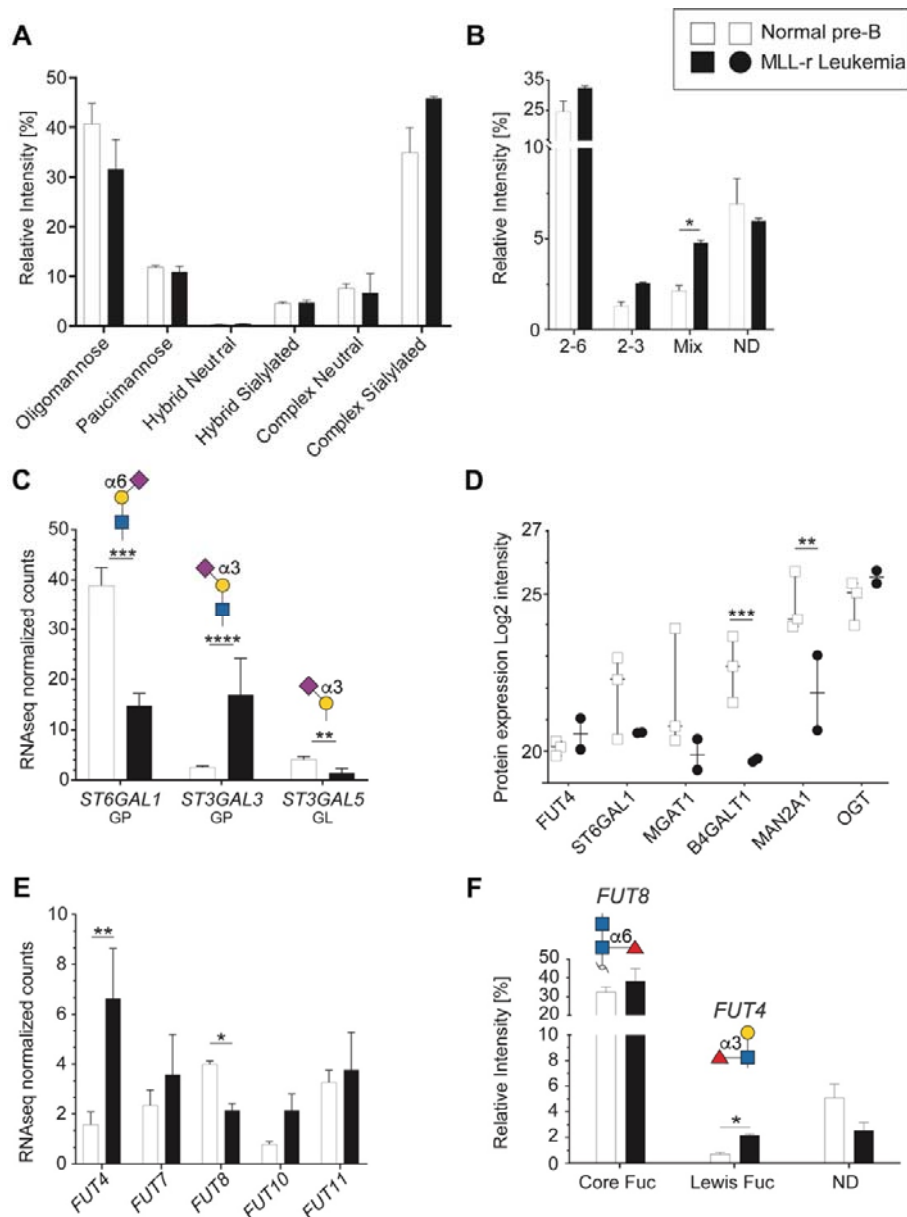 A
Relative Intensity [%]
50
40
30
20
10
0
Oligomannose
Paucimannose
Hybrid Neutral
Hybrid Sialylated
Complex Neutral
Complex Sialylated
B
Normal pre-B
MLL-r Leukemia
Relative Intensity [%]
35
25
10
5
0
*
2-6
2-3
Mix
ND
C
RNAseq normalized counts
50
40
30
20
10
0
α6
***
α3
****
α3
**
ST6GAL1
GP
ST3GAL3
GP
ST3GAL5
GL
D
Protein expression Log2 intensity
27
25
20
***
**
FUT4
ST6GAL1
MGAT1
B4GALT1
MAN2A1
OGT
E
RNAseq normalized counts
10
8
6
4
2
0
**
*
FUT4
FUT7
FUT8
FUT10
FUT11
F
Relative Intensity [%]
50
40
30
10
8
6
4
2
0
FUT8
α6
FUT4
α3
*
Core Fuc
Lewis Fuc
ND